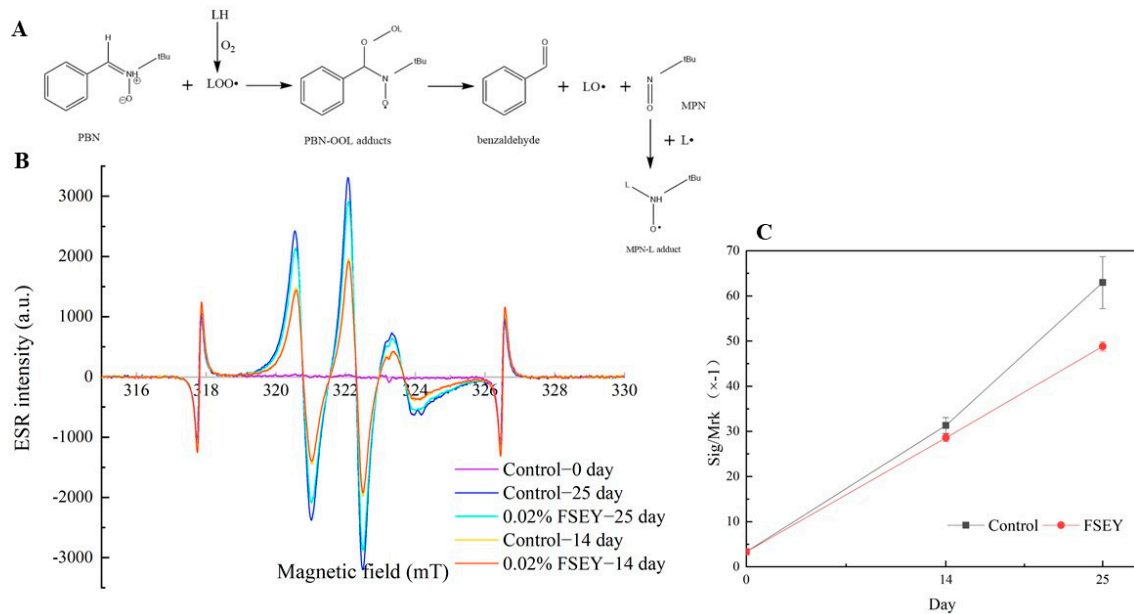 A
LH
O₂
H
NH
⊕
O
⊖
tBu
PBN
+
LOO•
O
OL
N
tBu
O
PBN-OOL adducts
O
benzaldehyde
+
LO•
+
N
tBu
O
MPN
+ L•
L
NH
tBu
O•
MPN-L adduct
B
ESR intensity (a.u.)
3000
2000
1000
0
-1000
-2000
-3000
316
318
320
322
324
326
328
330
Magnetic field (mT)
Control−0 day
Control−25 day
0.02% FSEY−25 day
Control−14 day
0.02% FSEY−14 day
C
Sig/Mrk (×-1)
70
60
50
40
30
20
10
0
0
14
25
Day
Control
FSEY